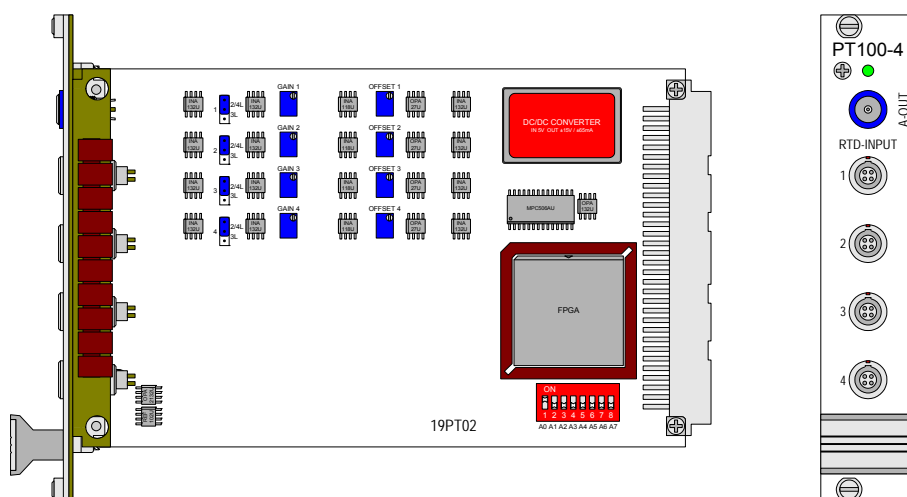 PT100-4
A-OUT
RTD-INPUT
1
2
3
4
GAIN 1
OFFSET 1
INA 132U
1
2/4L
3L
INA 132U
INA 118U
OPA 27U
INA 132U
GAIN 2
OFFSET 2
INA 132U
2
2/4L
3L
INA 132U
INA 118U
OPA 27U
INA 132U
GAIN 3
OFFSET 3
INA 132U
3
2/4L
3L
INA 132U
INA 118U
OPA 27U
INA 132U
GAIN 4
OFFSET 4
INA 132U
4
2/4L
3L
INA 132U
INA 118U
OPA 27U
INA 132U
DC/DC CONVERTER
IN 5V OUT ±15V / ±65mA
MPC506AU
OPA 132U
FPGA
ON
1 2 3 4 5 6 7 8
A0 A1 A2 A3 A4 A5 A6 A7
OPA 2132U
19PT02